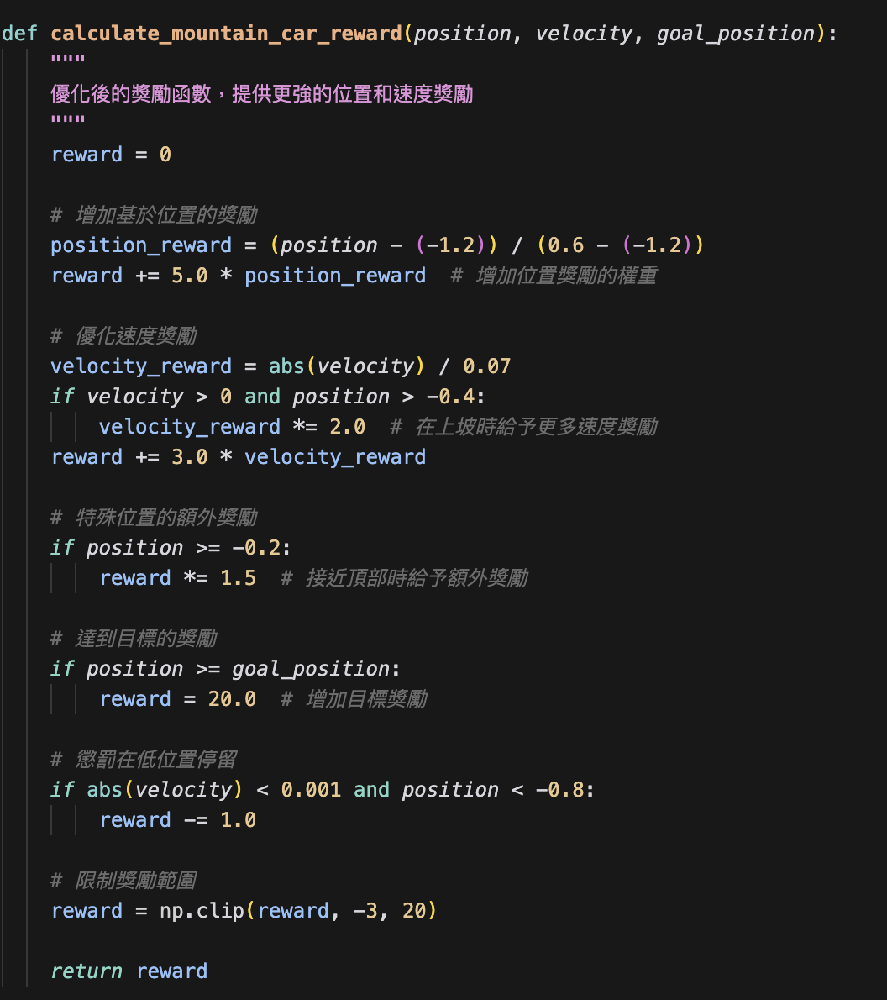 def calculate_mountain_car_reward(position, velocity, goal_position):
    """
    優化後的獎勵函數，提供更強的位置和速度獎勵
    """
    reward = 0

    # 增加基於位置的獎勵
    position_reward = (position - (-1.2)) / (0.6 - (-1.2))
    reward += 5.0 * position_reward  # 增加位置獎勵的權重

    # 優化速度獎勵
    velocity_reward = abs(velocity) / 0.07
    if velocity > 0 and position > -0.4:
        velocity_reward *= 2.0  # 在上坡時給予更多速度獎勵
    reward += 3.0 * velocity_reward

    # 特殊位置的額外獎勵
    if position >= -0.2:
        reward *= 1.5  # 接近頂部時給予額外獎勵

    # 達到目標的獎勵
    if position >= goal_position:
        reward = 20.0  # 增加目標獎勵

    # 懲罰在低位置停留
    if abs(velocity) < 0.001 and position < -0.8:
        reward -= 1.0

    # 限制獎勵範圍
    reward = np.clip(reward, -3, 20)

    return reward